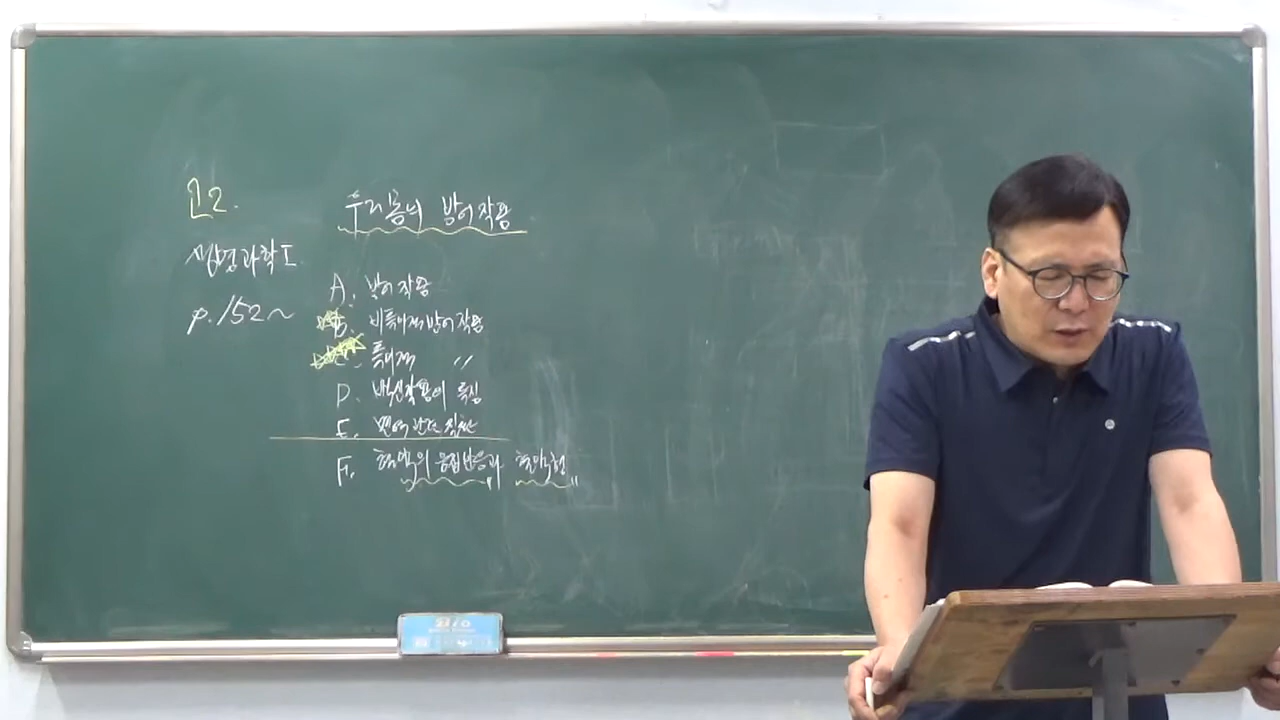 12.
생명과학 I
p.152~
우리몸의 방어작용
A. 방어작용
B. 비특이적 방어작용
C. 특이적 〃
D. 백신작용의 특징
E. 면역 관련 질환
F. 혈액의 응집반응과 혈액형